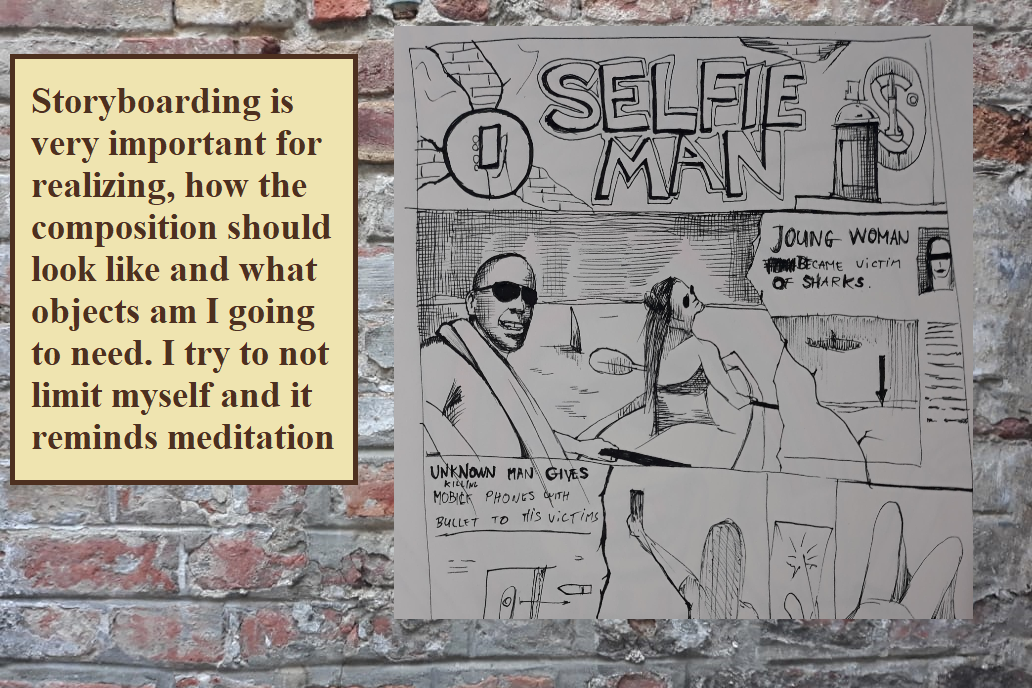 Storyboarding is
very important for
realizing, how the
composition should
look like and what
objects am I going
to need. I try to not
limit myself and it
reminds meditation
SELFIE
MAN
JOUNG WOMAN
BECAME VICTIM
OF SHARKS.
UNKNOWN MAN GIVES
KILLING
PHONES WITH
BULLET TO HIS VICTIMS